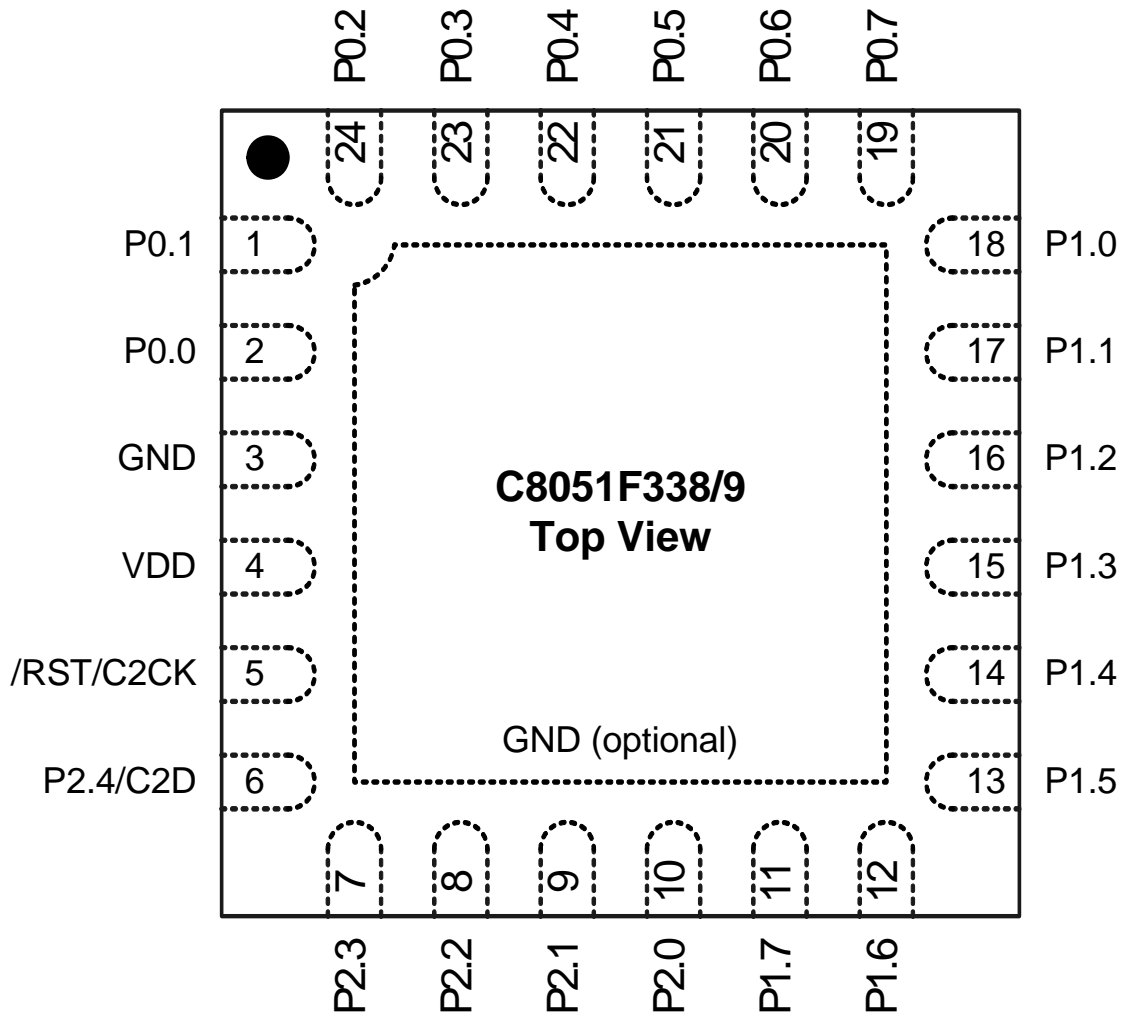 P0.2
P0.3
P0.4
P0.5
P0.6
P0.7
24
23
22
21
20
19
P0.1 1
P0.0 2
GND 3
VDD 4
/RST/C2CK 5
P2.4/C2D 6
18 P1.0
17 P1.1
16 P1.2
15 P1.3
14 P1.4
13 P1.5
C8051F338/9
Top View
GND (optional)
7
8
9
10
11
12
P2.3
P2.2
P2.1
P2.0
P1.7
P1.6